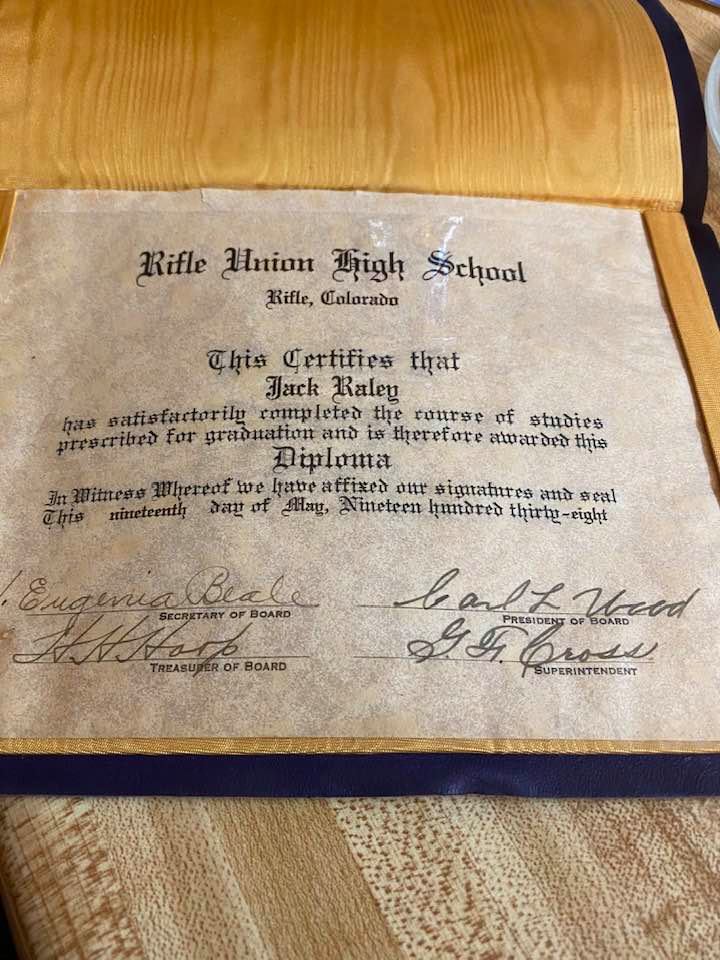 Rifle Union High School
Rifle, Colorado
This Certifies that
Jack Raley
has satisfactorily completed the course of studies
prescribed for graduation and is therefore awarded this
Diploma
In Witness Whereof we have affixed our signatures and seal
This nineteenth day of May, Nineteen hundred thirty-eight
Eugenia Beale
SECRETARY OF BOARD
Carl L Wood
PRESIDENT OF BOARD
H. H.
TREASURER OF BOARD
G. F. Cross
SUPERINTENDENT